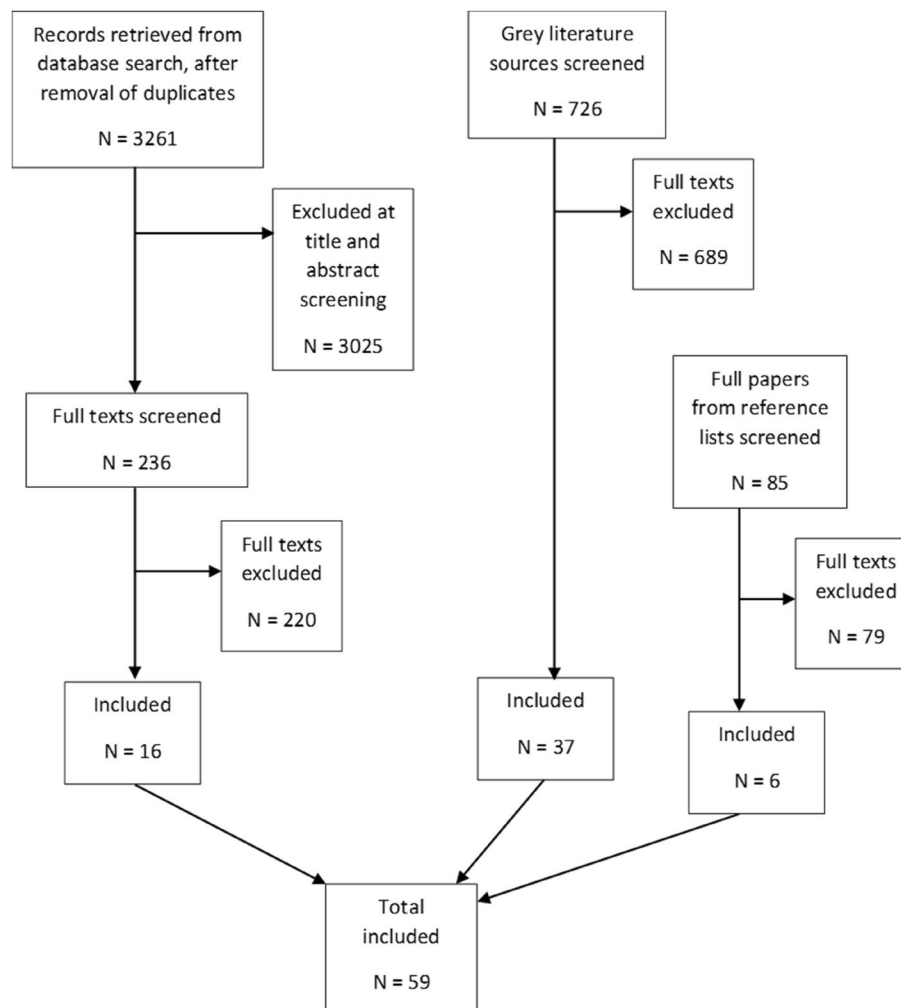 Records retrieved from
database search, after
removal of duplicates
N = 3261
Grey literature
sources screened
N = 726
Excluded at
title and
abstract
screening
N = 3025
Full texts
excluded
N = 689
Full texts screened
N = 236
Full papers
from reference
lists screened
N = 85
Full texts
excluded
N = 220
Full texts
excluded
N = 79
Included
N = 16
Included
N = 37
Included
N = 6
Total
included
N = 59